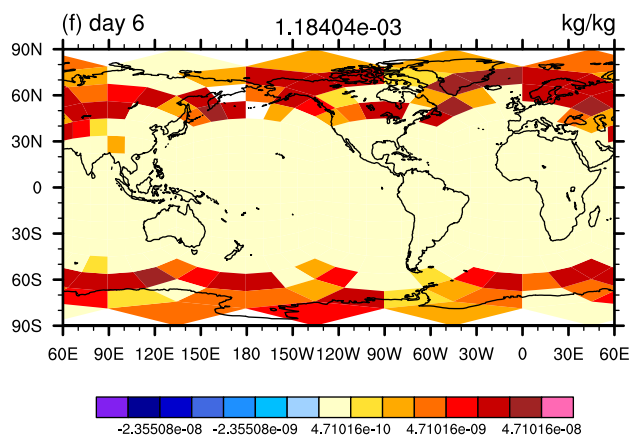 (f) day 6 1.18404e-03 kg/kg
90N
60N
30N
0
30S
60S
90S
60E 90E 120E 150E 180 150W 120W 90W 60W 30W 0 30E 60E
-2.35508e-08 -2.35508e-09 4.71016e-10 4.71016e-09 4.71016e-08